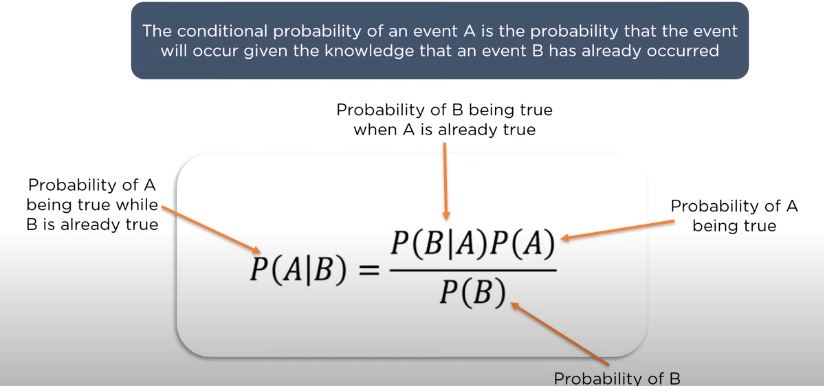 The conditional probability of an event A is the probability that the event
will occur given the knowledge that an event B has already occurred
Probability of B being true
when A is already true
Probability of A
being true while
B is already true
Probability of A
being true
P(A|B) = P(B|A)P(A)
P(B)
Probability of B